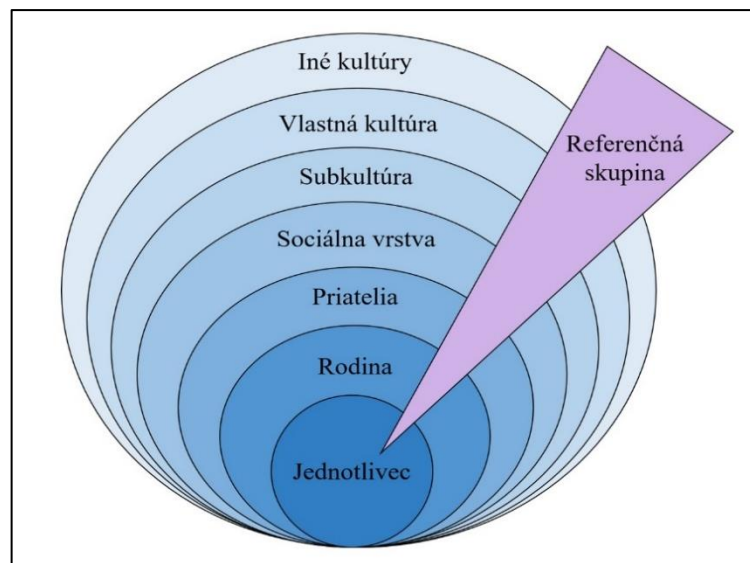 Iné kultúry
Vlastná kultúra
Subkultúra
Sociálna vrstva
Priatelia
Rodina
Jednotlivec
Referenčná
skupina